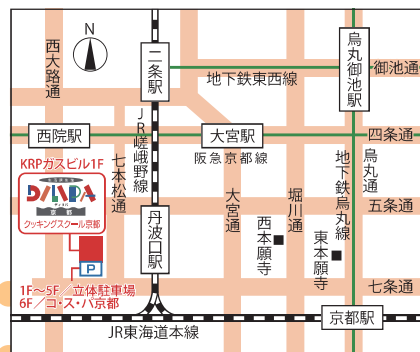 N
西大路通
二条駅
烏丸御池駅
地下鉄東西線
御池通
西院駅
JR嵯峨野線
大宮駅
四条通
阪急京都線
KRPガスビル1F
七本松通
DILIPA
京都
クッキングスクール京都
地下鉄烏丸線
烏丸通
大宮通
堀川通
五条通
丹波口駅
西本願寺
東本願寺
P
1F〜5F/立体駐車場
6F/コ・ス・パ京都
七条通
京都駅
JR東海道本線